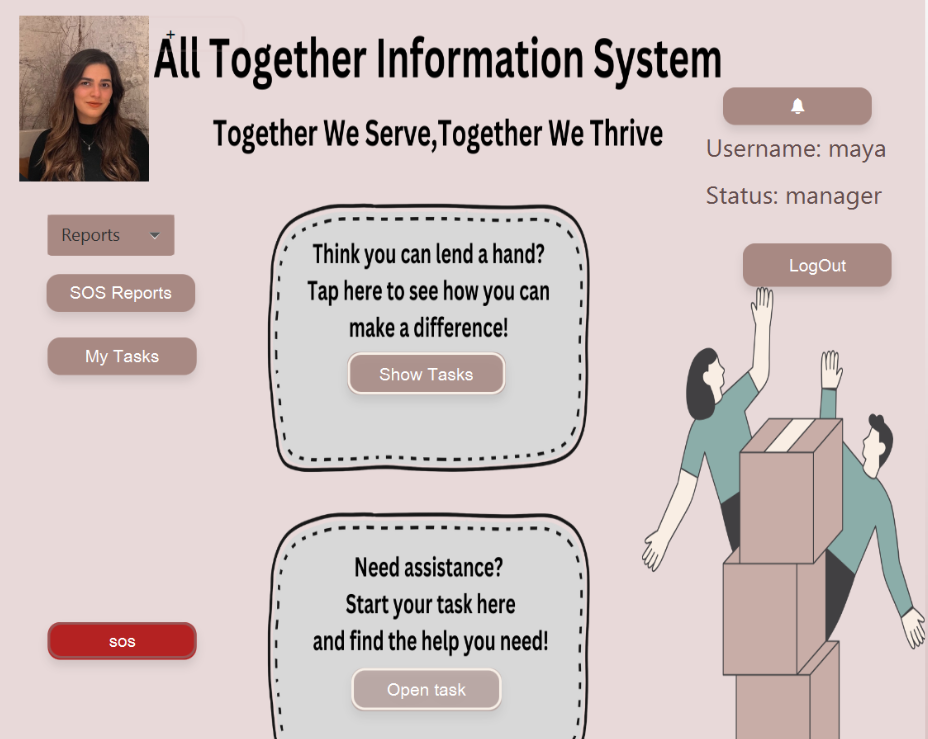 All Together Information System
Together We Serve,Together We Thrive
Username: maya
Status: manager
LogOut
Reports
SOS Reports
My Tasks
Think you can lend a hand?
Tap here to see how you can
make a difference!
Show Tasks
Need assistance?
Start your task here
and find the help you need!
Open task
sos